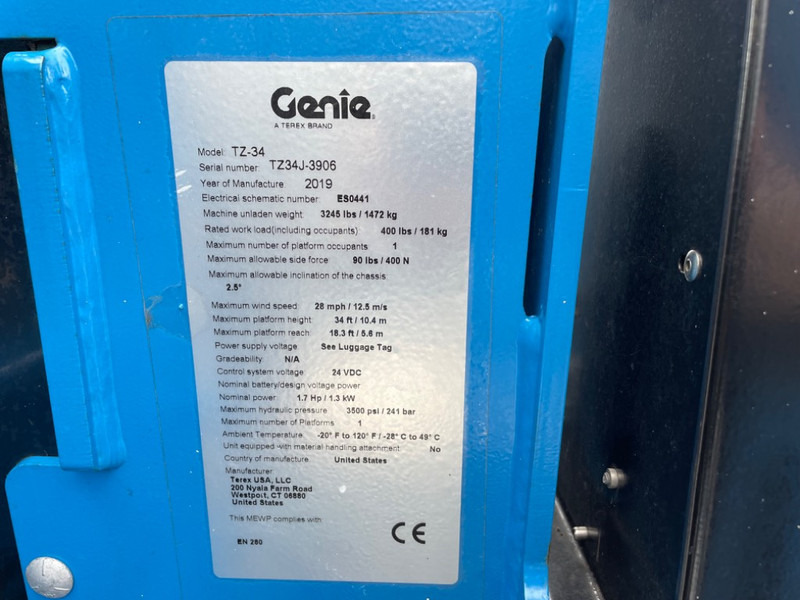 Genie
A TEREX BRAND
Model: TZ-34
Serial number: TZ34J-3906
Year of Manufacture: 2019
Electrical schematic number: ES0441
Machine unladen weight: 3245 lbs / 1472 kg
Rated work load(including occupants): 400 lbs / 181 kg
Maximum number of platform occupants: 1
Maximum allowable side force: 90 lbs / 400 N
Maximum allowable inclination of the chassis:
2.5°
Maximum wind speed: 28 mph / 12.5 m/s
Maximum platform height: 34 ft / 10.4 m
Maximum platform reach: 18.3 ft / 5.6 m
Power supply voltage: See Luggage Tag
Gradeability: N/A
Control system voltage: 24 VDC
Nominal battery/design voltage power:
Nominal power: 1.7 Hp / 1.3 kW
Maximum hydraulic pressure: 3500 psi / 241 bar
Maximum number of Platforms: 1
Ambient Temperature: -20° F to 120° F / -28° C to 49° C
Unit equipped with material handling attachment: No
Country of manufacture: United States
Manufacturer:
Terex USA, LLC
200 Nyala Farm Road
Westpoit, CT 06880
United States
This MEWP complies with:
CE
EN 280